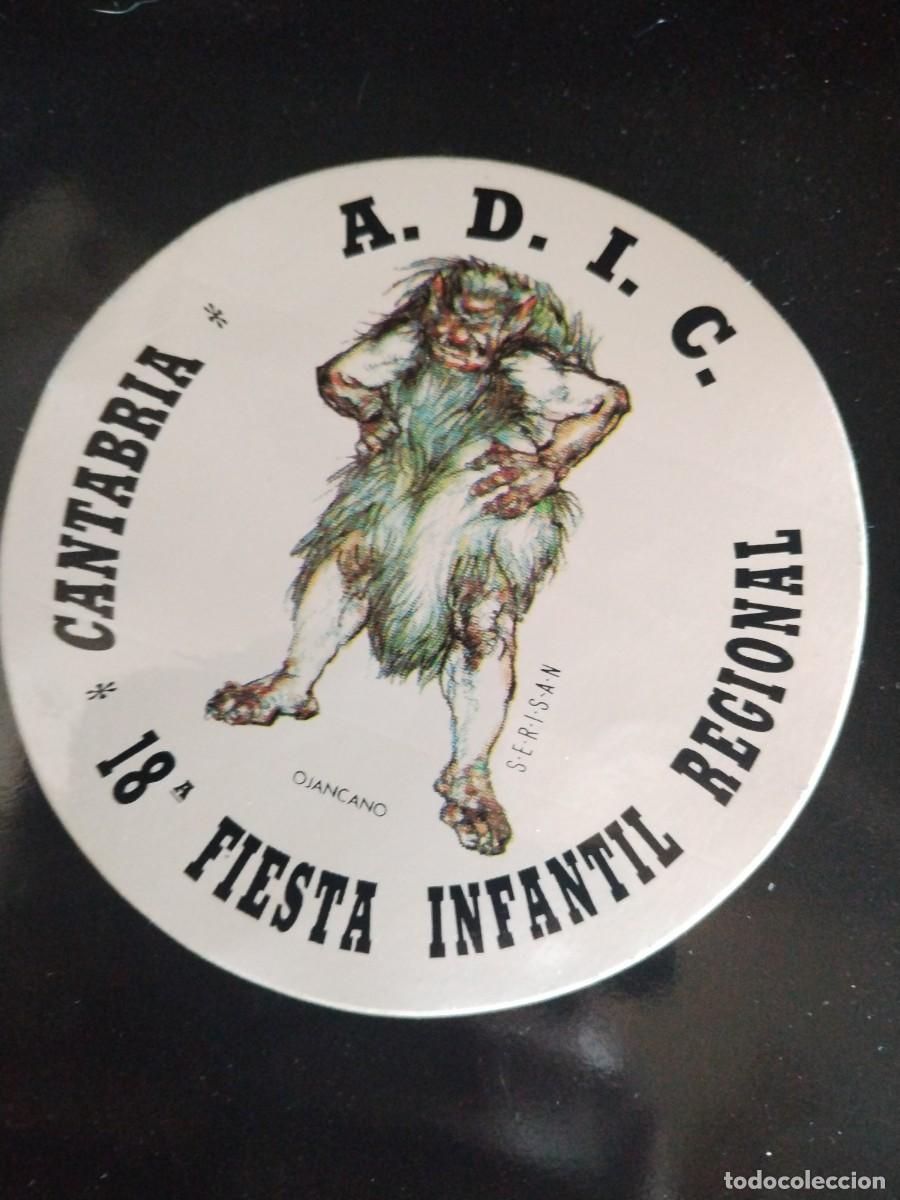 A. D. I. C.
* CANTABRIA *
18ª FIESTA INFANTIL REGIONAL
OJANCANO
S·E·R·I·S·A·N
todocoleccion